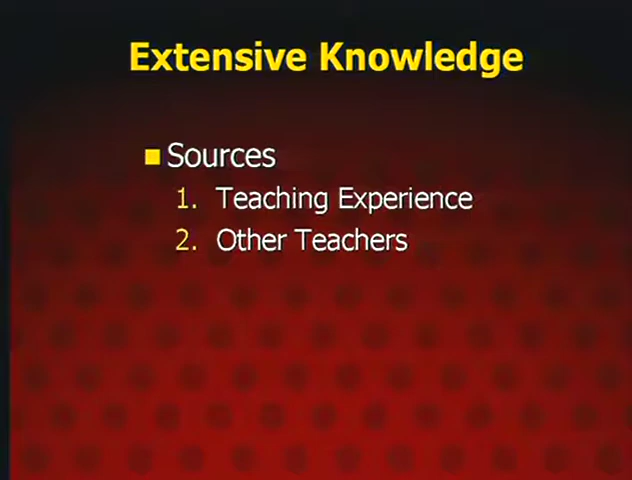 Extensive Knowledge
Sources
1. Teaching Experience
2. Other Teachers